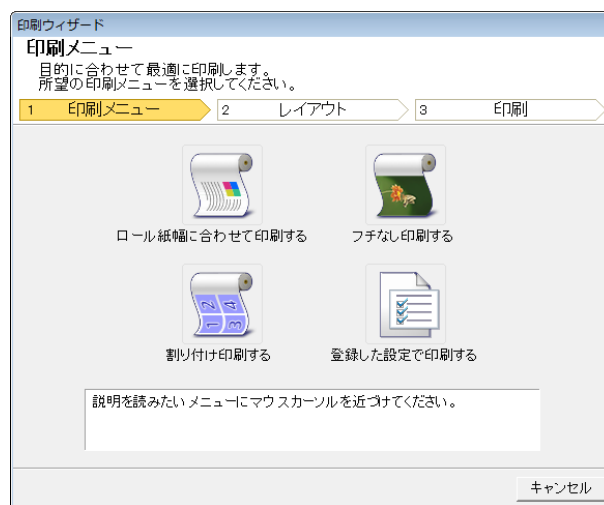 印刷ウィザード
印刷メニュー
目的に合わせて最適に印刷します。
所望の印刷メニューを選択してください。
1 印刷メニュー 2 レイアウト 3 印刷
ロール紙幅に合わせて印刷する フチなし印刷する
1 2 3 4
割り付け印刷する 登録した設定で印刷する
説明を読みたいメニューにマウスカーソルを近づけてください。
キャンセル